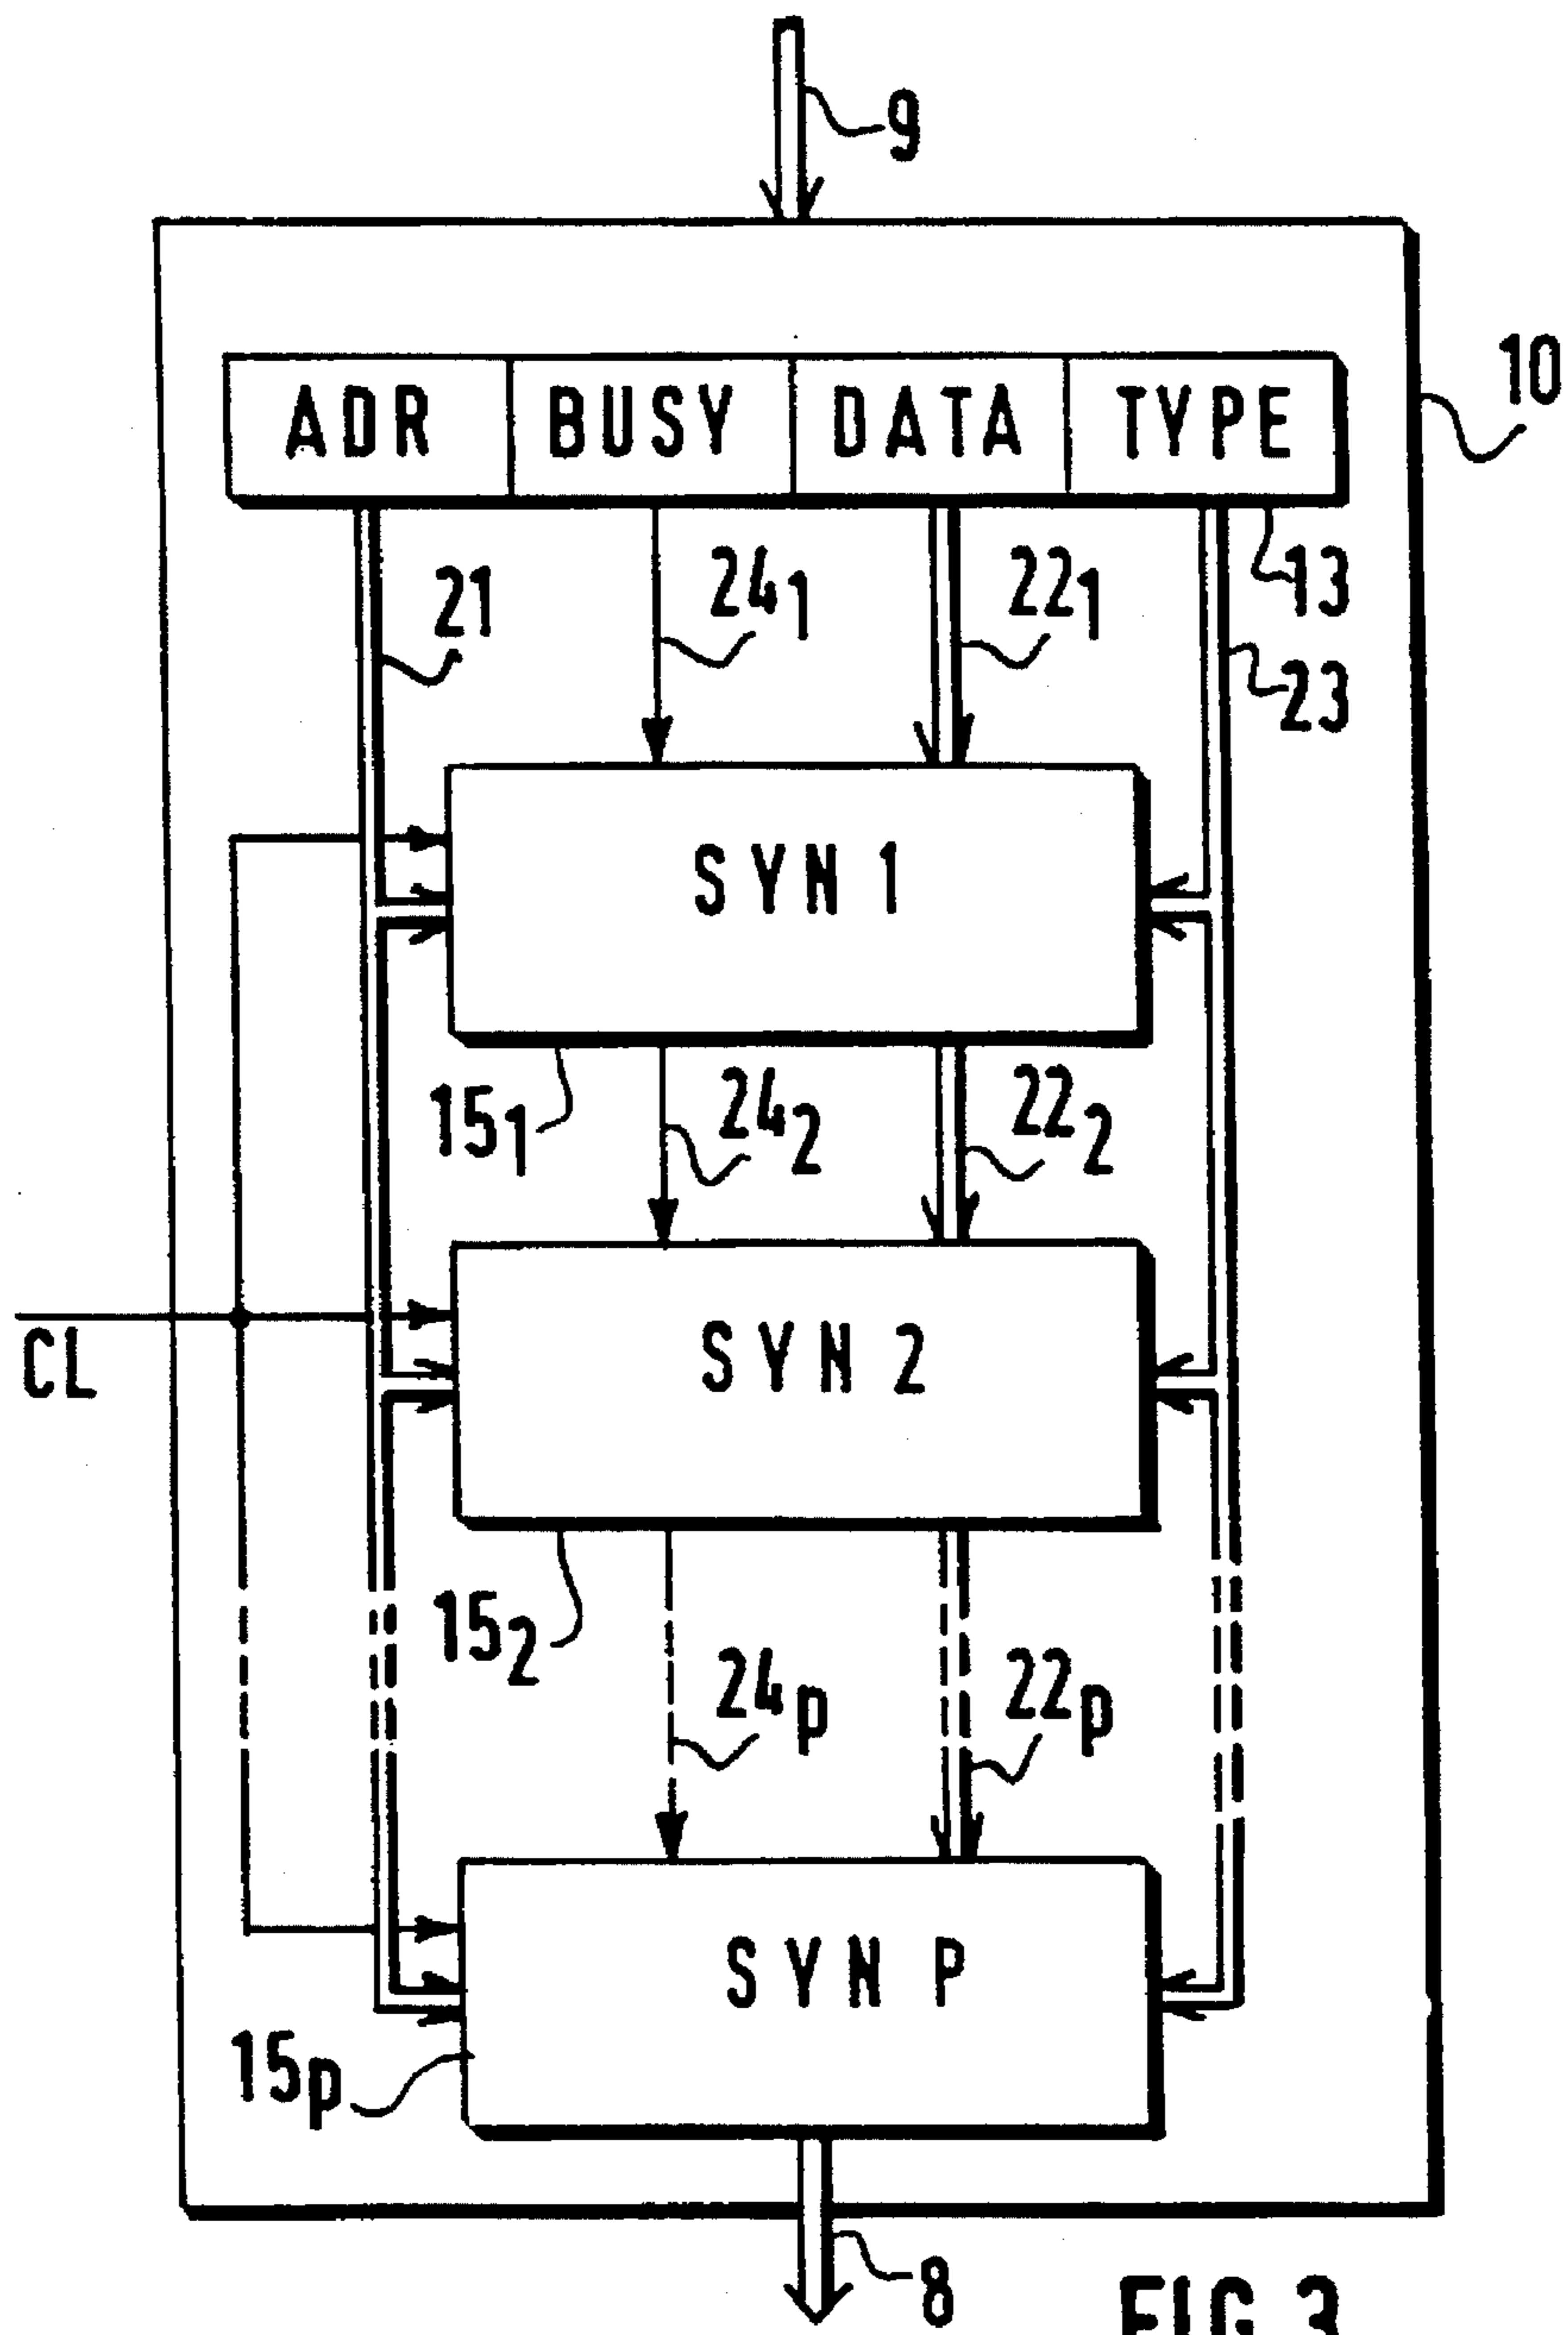 9
10
ADR BUSY DATA TYPE
21
24₁
22₁
13
23
SYN 1
15₁
24₂
22₂
CL
SYN 2
15₂
24p
22p
SYN P
15p
8
FIG.3